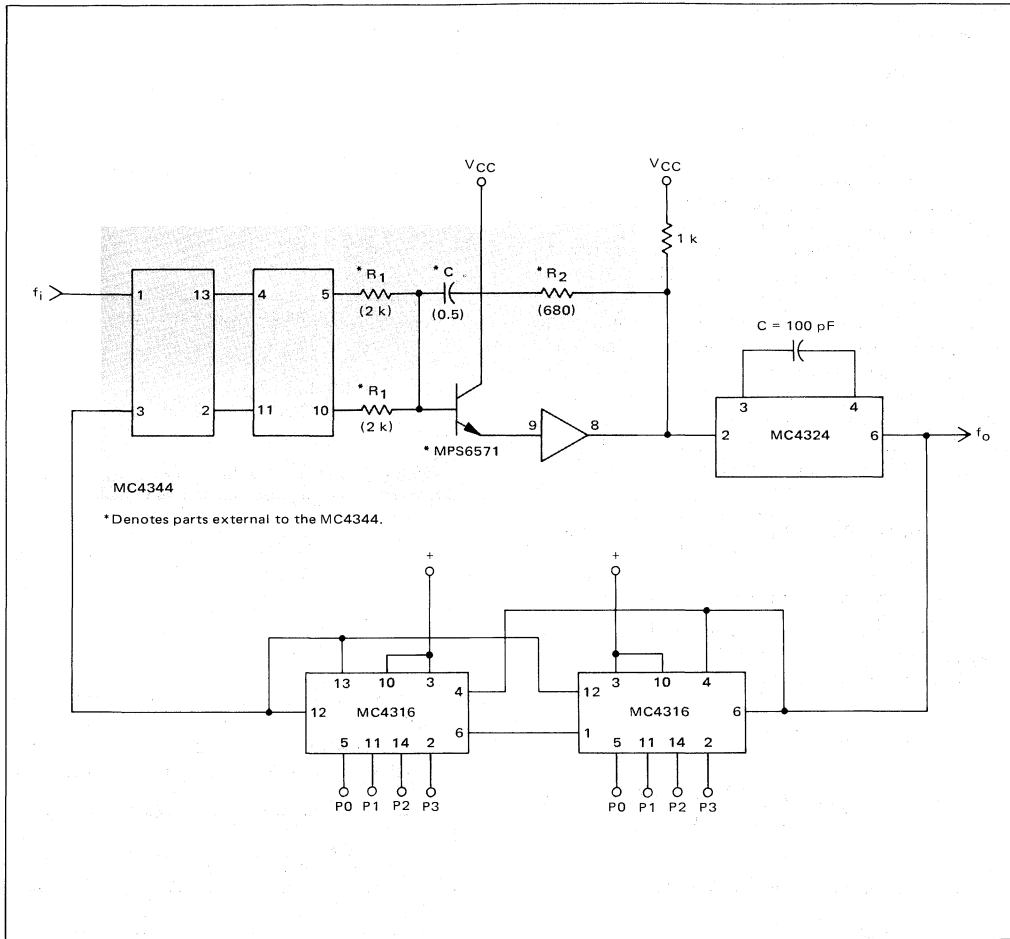 VCC
VCC
1 k
*R1
*C
*R2
fi
1
13
4
5
(2 k)
(0.5)
(680)
C = 100 pF
*R1
3
2
11
10
(2 k)
9
8
3
4
2
MC4324
6
fo
*MPS6571
MC4344
*Denotes parts external to the MC4344.
+
+
13
10
3
4
12
3
10
4
12
MC4316
MC4316
6
6
1
5
11
14
2
5
11
14
2
P0
P1
P2
P3
P0
P1
P2
P3